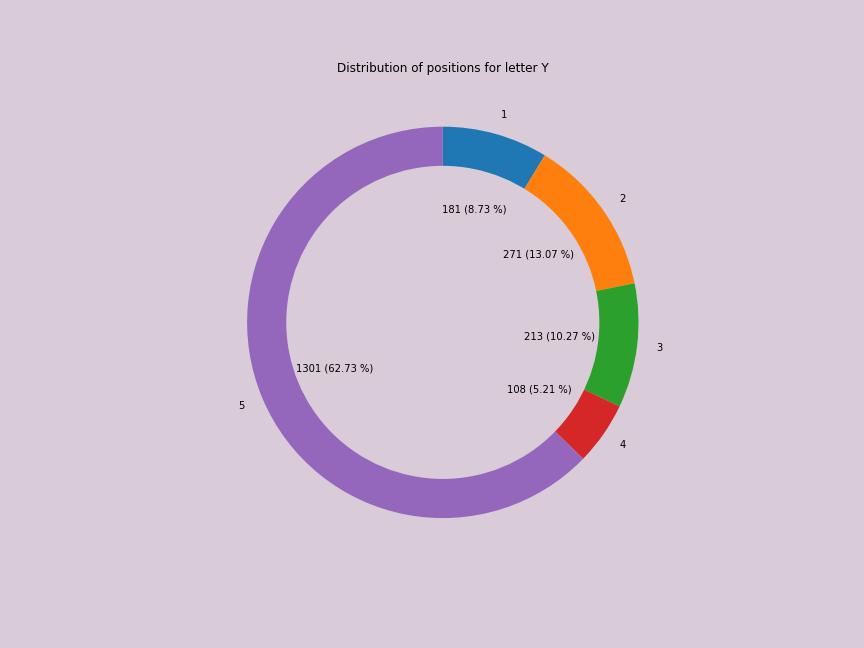 Distribution of positions for letter Y
1
2
181 (8.73 %)
271 (13.07 %)
213 (10.27 %)
3
1301 (62.73 %)
108 (5.21 %)
5
4